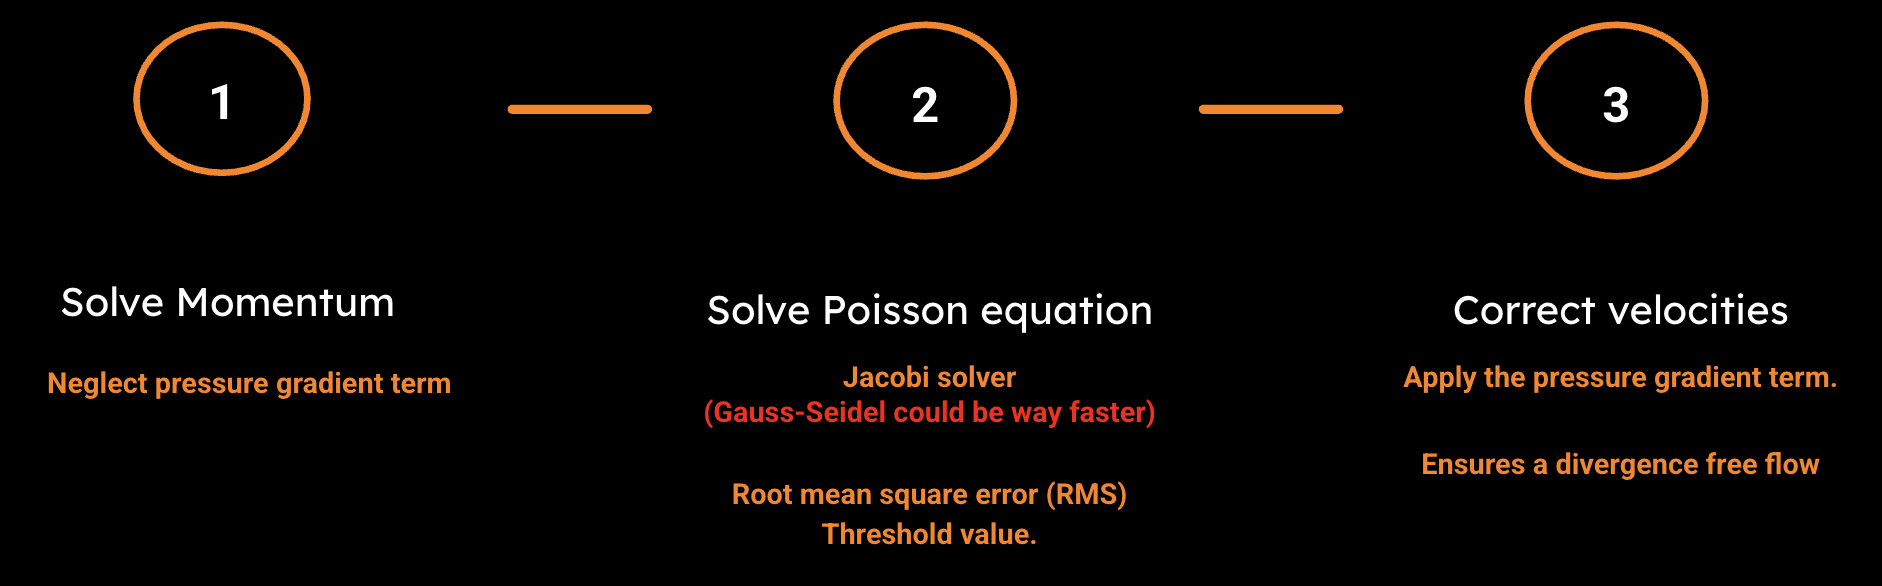 1
2
3
Solve Momentum
Neglect pressure gradient term
Solve Poisson equation
Jacobi solver
(Gauss-Seidel could be way faster)
Root mean square error (RMS)
Threshold value.
Correct velocities
Apply the pressure gradient term.
Ensures a divergence free flow